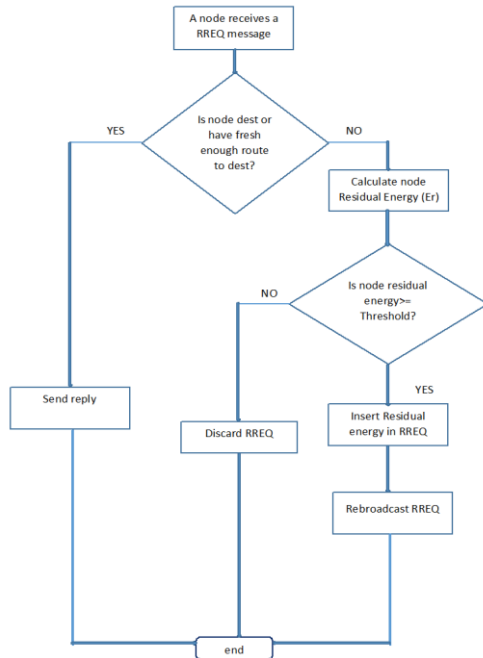 A node receives a
RREQ message
Is node dest or
have fresh
enough route
to dest?
YES
NO
Calculate node
Residual Energy (Er)
Is node residual
energy>=
Threshold?
NO
YES
Send reply
Discard RREQ
Insert Residual
energy in RREQ
Rebroadcast RREQ
end